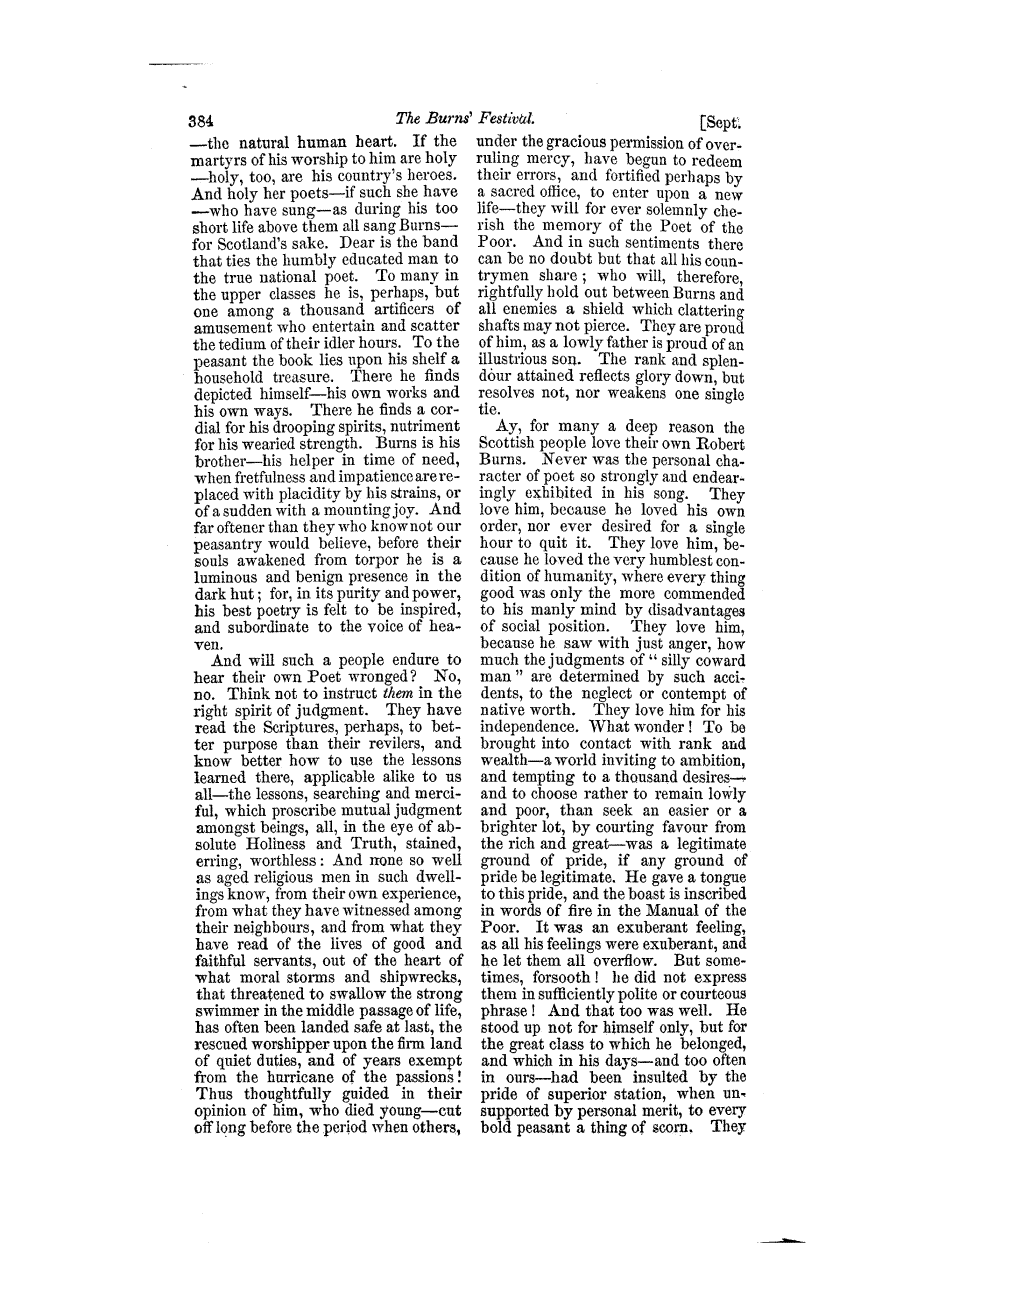 384
The Burns' Festival.
[Sept.
—the natural human heart. If the
martyrs of his worship to him are holy
—holy, too, are his country's heroes.
And holy her poets—if such she have
—who have sung—as during his too
short life above them all sang Burns—
for Scotland's sake. Dear is the band
that ties the humbly educated man to
the true national poet. To many in
the upper classes he is, perhaps, but
one among a thousand artificers of
amusement who entertain and scatter
the tedium of their idler hours. To the
peasant the book lies upon his shelf a
household treasure. There he finds
depicted himself—his own works and
his own ways. There he finds a cor-
dial for his drooping spirits, nutriment
for his wearied strength. Burns is his
brother—his helper in time of need,
when fretfulness and impatience are re-
placed with placidity by his strains, or
of a sudden with a mounting joy. And
far oftener than they who know not our
peasantry would believe, before their
souls awakened from torpor he is a
luminous and benign presence in the
dark hut; for, in its purity and power,
his best poetry is felt to be inspired,
and subordinate to the voice of hea-
ven.
And will such a people endure to
hear their own Poet wronged? No,
no. Think not to instruct them in the
right spirit of judgment. They have
read the Scriptures, perhaps, to bet-
ter purpose than their revilers, and
know better how to use the lessons
learned there, applicable alike to us
all—the lessons, searching and merci-
ful, which proscribe mutual judgment
amongst beings, all, in the eye of ab-
solute Holiness and Truth, stained,
erring, worthless: And none so well
as aged religious men in such dwell-
ings know, from their own experience,
from what they have witnessed among
their neighbours, and from what they
have read of the lives of good and
faithful servants, out of the heart of
what moral storms and shipwrecks,
that threatened to swallow the strong
swimmer in the middle passage of life,
has often been landed safe at last, the
rescued worshipper upon the firm land
of quiet duties, and of years exempt
from the hurricane of the passions!
Thus thoughtfully guided in their
opinion of him, who died young—cut
off long before the period when others,
under the gracious permission of over-
ruling mercy, have begun to redeem
their errors, and fortified perhaps by
a sacred office, to enter upon a new
life—they will for ever solemnly che-
rish the memory of the Poet of the
Poor. And in such sentiments there
can be no doubt but that all his coun-
trymen share; who will, therefore,
rightfully hold out between Burns and
all enemies a shield which clattering
shafts may not pierce. They are proud
of him, as a lowly father is proud of an
illustrious son. The rank and splen-
dour attained reflects glory down, but
resolves not, nor weakens one single
tie.
Ay, for many a deep reason the
Scottish people love their own Robert
Burns. Never was the personal cha-
racter of poet so strongly and endear-
ingly exhibited in his song. They
love him, because he loved his own
order, nor ever desired for a single
hour to quit it. They love him, be-
cause he loved the very humblest con-
dition of humanity, where every thing
good was only the more commended
to his manly mind by disadvantages
of social position. They love him,
because he saw with just anger, how
much the judgments of “ silly coward
man ” are determined by such acci-
dents, to the neglect or contempt of
native worth. They love him for his
independence. What wonder! To be
brought into contact with rank and
wealth—a world inviting to ambition,
and tempting to a thousand desires—
and to choose rather to remain lowly
and poor, than seek an easier or a
brighter lot, by courting favour from
the rich and great—was a legitimate
ground of pride, if any ground of
pride be legitimate. He gave a tongue
to this pride, and the boast is inscribed
in words of fire in the Manual of the
Poor. It was an exuberant feeling,
as all his feelings were exuberant, and
he let them all overflow. But some-
times, forsooth! he did not express
them in sufficiently polite or courteous
phrase! And that too was well. He
stood up not for himself only, but for
the great class to which he belonged,
and which in his days—and too often
in ours—had been insulted by the
pride of superior station, when un-
supported by personal merit, to every
bold peasant a thing of scorn. They